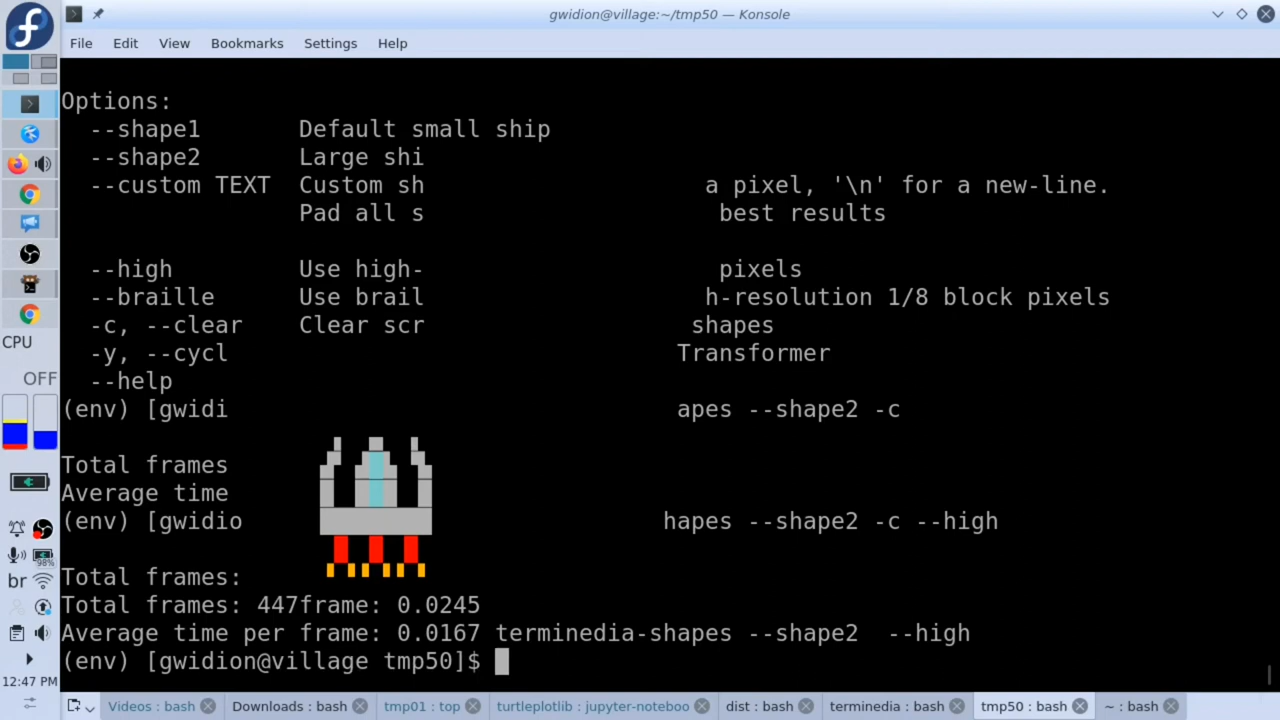 gwidion@village:~/tmp50 — Konsole
File Edit View Bookmarks Settings Help
Options:
--shape1 Default small ship
--shape2 Large shi
--custom TEXT Custom sh a pixel, '\n' for a new-line.
Pad all s best results
--high Use high- pixels
--braille Use brail h-resolution 1/8 block pixels
-c, --clear Clear scr shapes
-y, --cycl Transformer
--help
(env) [gwidi apes --shape2 -c
Total frames
Average time
(env) [gwidio hapes --shape2 -c --high
Total frames:
Total frames: 447frame: 0.0245
Average time per frame: 0.0167 terminedia-shapes --shape2  --high
(env) [gwidion@village tmp50]$
CPU
OFF
98%
br
12:47 PM
Videos : bash Downloads : bash tmp01 : top turtleplotlib : jupyter-noteboo dist : bash terminedia : bash tmp50 : bash ~ : bash